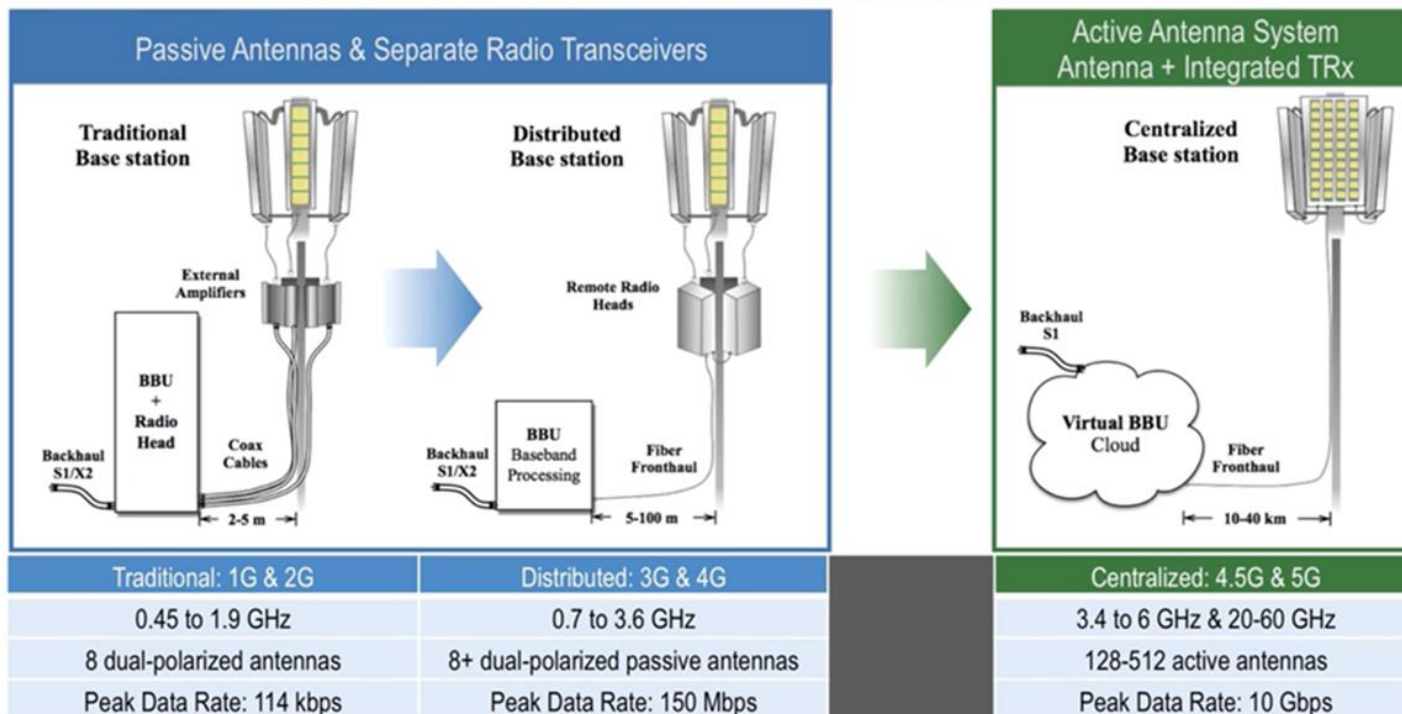 Passive Antennas & Separate Radio Transceivers
Active Antenna System
Antenna + Integrated TRx
Traditional
Base station
External
Amplifiers
BBU
+
Radio
Head
Coax
Cables
Backhaul
S1/X2
2-5 m
Distributed
Base station
Remote Radio
Heads
BBU
Baseband
Processing
Fiber
Fronthaul
Backhaul
S1/X2
5-100 m
Centralized
Base station
Backhaul
S1
Virtual BBU
Cloud
Fiber
Fronthaul
10-40 km
Traditional: 1G & 2G
Distributed: 3G & 4G
Centralized: 4.5G & 5G
0.45 to 1.9 GHz
0.7 to 3.6 GHz
3.4 to 6 GHz & 20-60 GHz
8 dual-polarized antennas
8+ dual-polarized passive antennas
128-512 active antennas
Peak Data Rate: 114 kbps
Peak Data Rate: 150 Mbps
Peak Data Rate: 10 Gbps